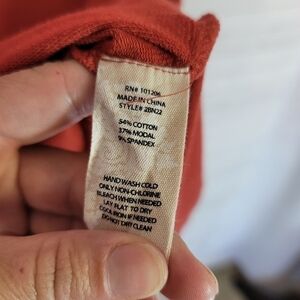 RN# 101206
MADE IN CHINA
STYLE# 2BN22
54% COTTON
37% MODAL
9% SPANDEX
HAND WASH COLD
ONLY NON-CHLORINE
BLEACH WHEN NEEDED
LAY FLAT TO DRY
COOL IRON IF NEEDED
DO NOT DRY CLEAN